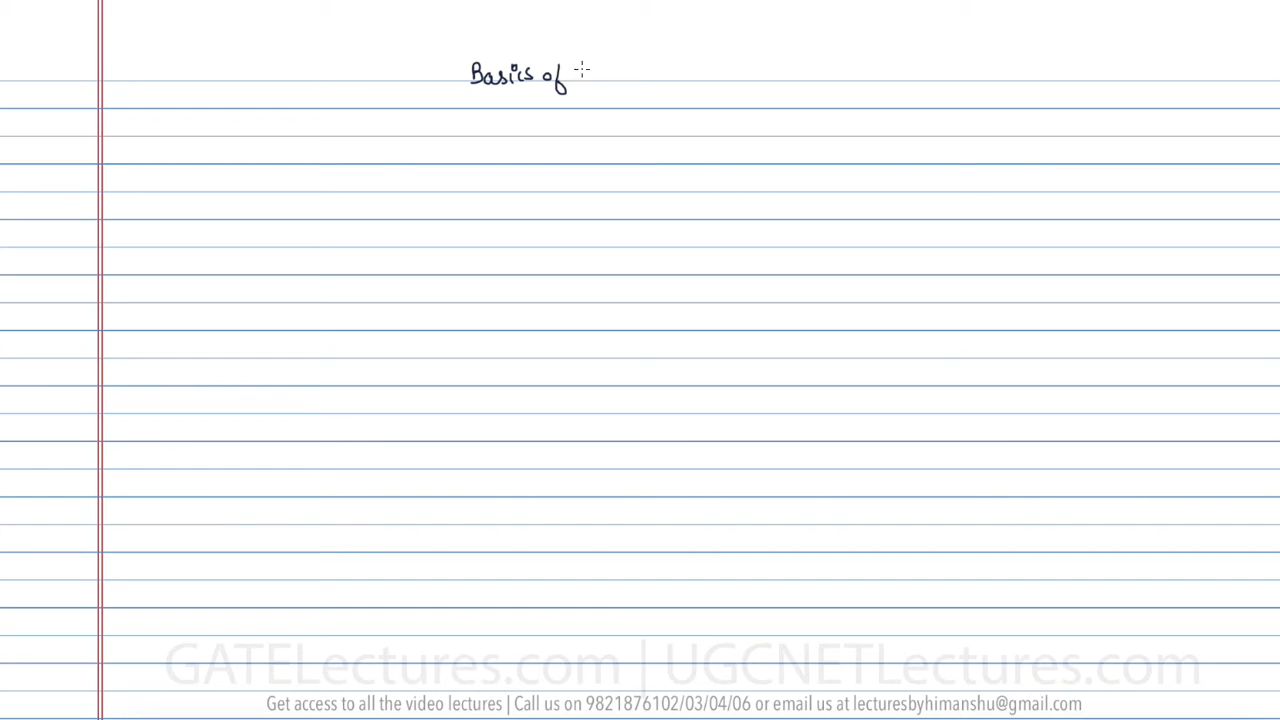 Basics of
GATELectures.com | UGCNETLectures.com
Get access to all the video lectures | Call us on 9821876102/03/04/06 or email us at lecturesbyhimanshu@gmail.com